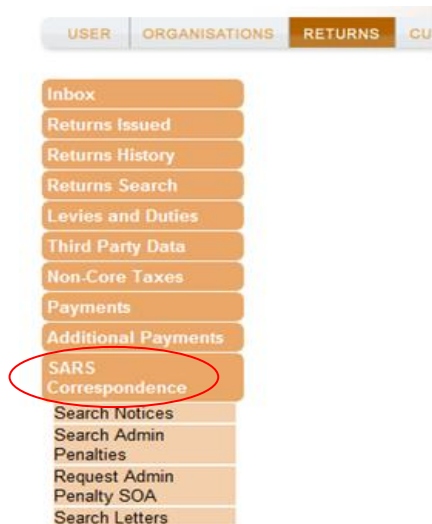 USER ORGANISATIONS RETURNS CU
Inbox
Returns Issued
Returns History
Returns Search
Levies and Duties
Third Party Data
Non-Core Taxes
Payments
Additional Payments
SARS
Correspondence
Search Notices
Search Admin
Penalties
Request Admin
Penalty SOA
Search Letters